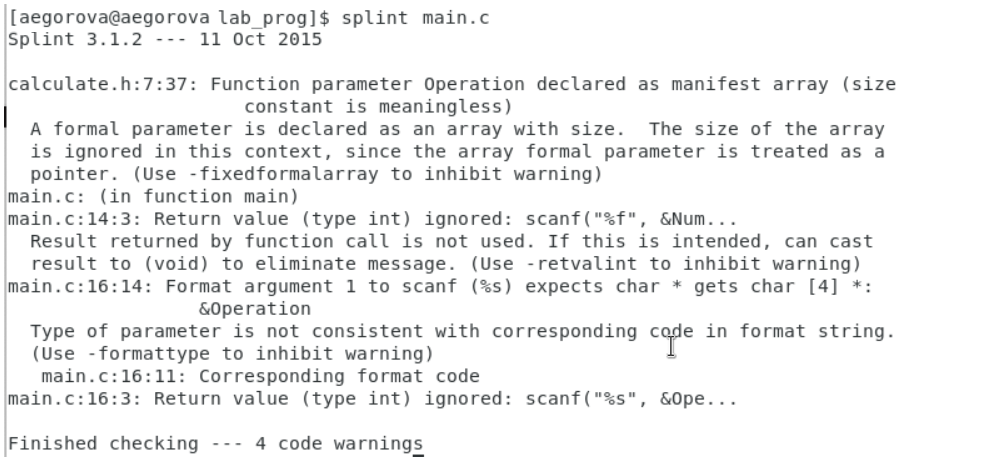 [aegorova@aegorova lab_prog]$ splint main.c
Splint 3.1.2 --- 11 Oct 2015

calculate.h:7:37: Function parameter Operation declared as manifest array (size
                     constant is meaningless)
  A formal parameter is declared as an array with size.  The size of the array
  is ignored in this context, since the array formal parameter is treated as a
  pointer. (Use -fixedformalarray to inhibit warning)
main.c: (in function main)
main.c:14:3: Return value (type int) ignored: scanf("%f", &Num...
  Result returned by function call is not used. If this is intended, can cast
  result to (void) to eliminate message. (Use -retvalint to inhibit warning)
main.c:16:14: Format argument 1 to scanf (%s) expects char * gets char [4] *:
                 &Operation
  Type of parameter is not consistent with corresponding code in format string.
  (Use -formattype to inhibit warning)
   main.c:16:11: Corresponding format code
main.c:16:3: Return value (type int) ignored: scanf("%s", &Ope...

Finished checking --- 4 code warnings